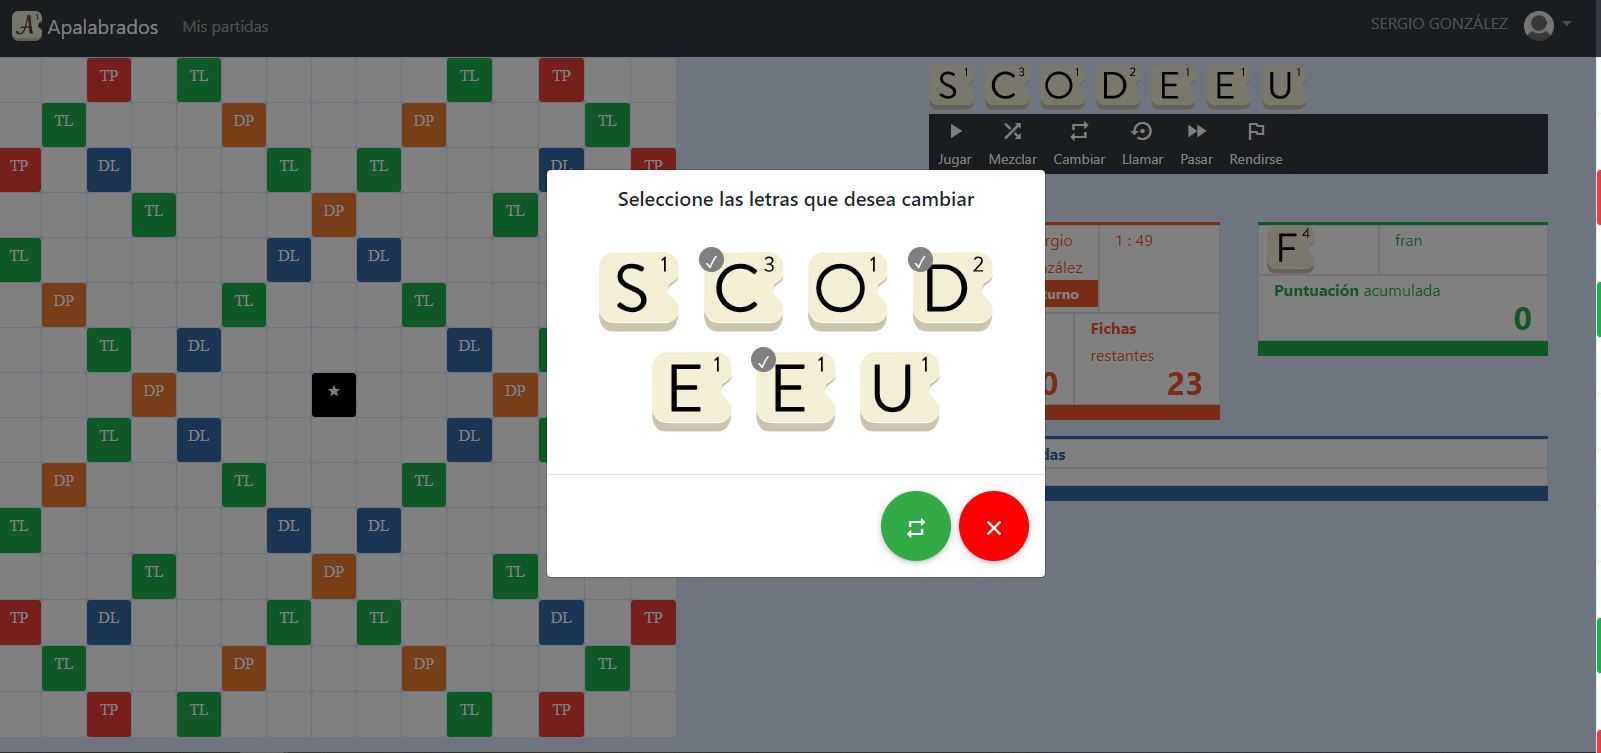 A 1 Apalabrados Mis partidas SERGIO GONZÁLEZ
TP TL TL TP
S 1 C 3 O 1 D 2 E 1 E 1 U 1
TL DP DP TL
Jugar Mezclar Cambiar Llamar Pasar Rendirse
TP DL TL TL DL TP
Seleccione las letras que desea cambiar
S 1 C 3 O 1 D 2
E 1 E 1 U 1
TL DP TL
rgio 1 : 49
nzález
turno
F 4 fran
Puntuación acumulada
0
TL DL DL
DP TL TL
Fichas
restantes
0 23
TL DL DL
DP ★ DP
TL DL DL
das
DP TL TL
TL DL DL
TL DP TL
TP DL TL TL DL TP
TL DP DP TL
TP TL TL TP